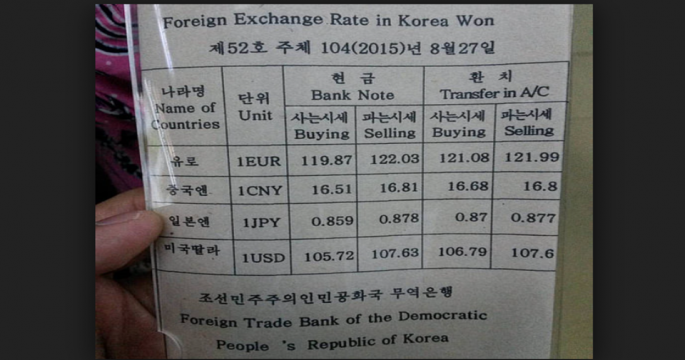 Foreign Exchange Rate in Korea Won
제52호 주체 104(2015)년 8월27일
나라명 Name of Countries 단위 Unit 현 금 Bank Note 환 치 Transfer in A/C
사는시세 Buying 파는시세 Selling 사는시세 Buying 파는시세 Selling
유로 1EUR 119.87 122.03 121.08 121.99
중국엔 1CNY 16.51 16.81 16.68 16.8
일본엔 1JPY 0.859 0.878 0.87 0.877
미국딸라 1USD 105.72 107.63 106.79 107.6
조선민주주의인민공화국 무역은행
Foreign Trade Bank of the Democratic
People 's Republic of Korea